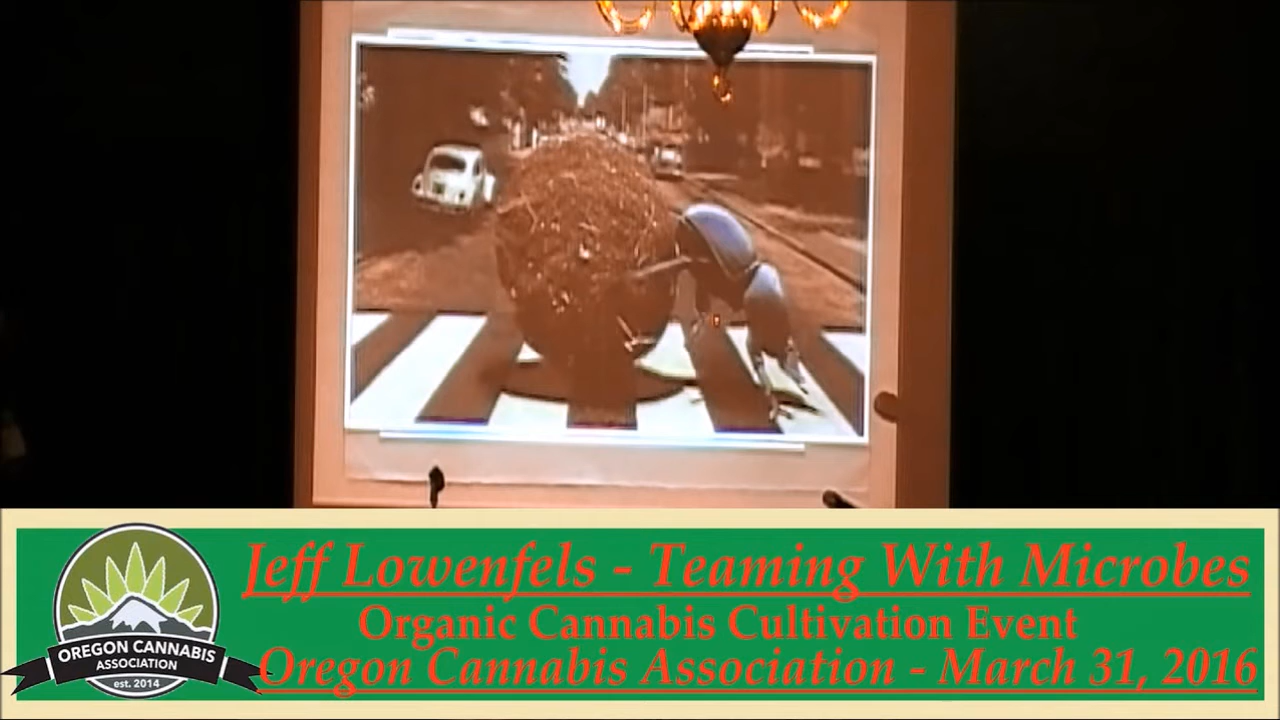 Jeff Lowenfels - Teaming With Microbes
Organic Cannabis Cultivation Event
Oregon Cannabis Association - March 31, 2016
OREGON CANNABIS
ASSOCIATION
est. 2014